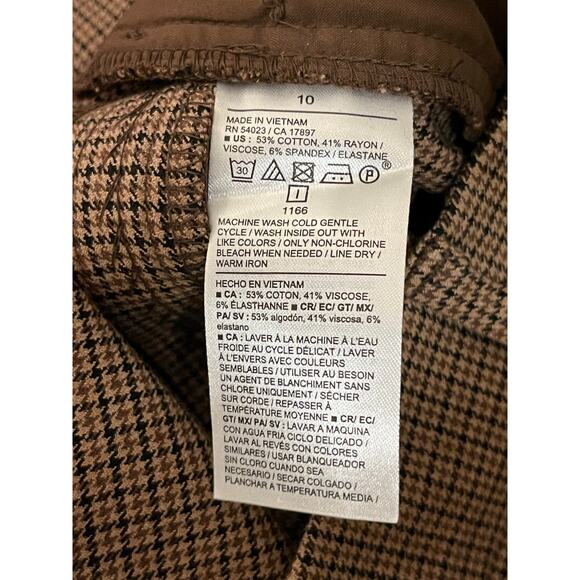 10
MADE IN VIETNAM
RN 54023 / CA 17897
■ US : 53% COTTON, 41% RAYON /
VISCOSE, 6% SPANDEX / ELASTANE
30 P ®
I
1166
MACHINE WASH COLD GENTLE
CYCLE / WASH INSIDE OUT WITH
LIKE COLORS / ONLY NON-CHLORINE
BLEACH WHEN NEEDED / LINE DRY /
WARM IRON
HECHO EN VIETNAM
■ CA : 53% COTON, 41% VISCOSE,
6% ÉLASTHANNE ■ CR/ EC/ GT/ MX/
PA/ SV : 53% algodón, 41% viscosa, 6%
elastano
■ CA : LAVER À LA MACHINE À L'EAU
FROIDE AU CYCLE DÉLICAT / LAVER
À L'ENVERS AVEC COULEURS
SEMBLABLES / UTILISER AU BESOIN
UN AGENT DE BLANCHIMENT SANS
CHLORE UNIQUEMENT / SÉCHER
SUR CORDE / REPASSER À
TEMPÉRATURE MOYENNE ■ CR/ EC/
GT/ MX/ PA/ SV : LAVAR A MAQUINA
CON AGUA FRIA CICLO DELICADO /
LAVAR AL REVÉS CON COLORES
SIMILARES / USAR BLANQUEADOR
SIN CLORO CUANDO SEA
NECESARIO / SECAR COLGADO /
PLANCHAR A TEMPERATURA MEDIA /